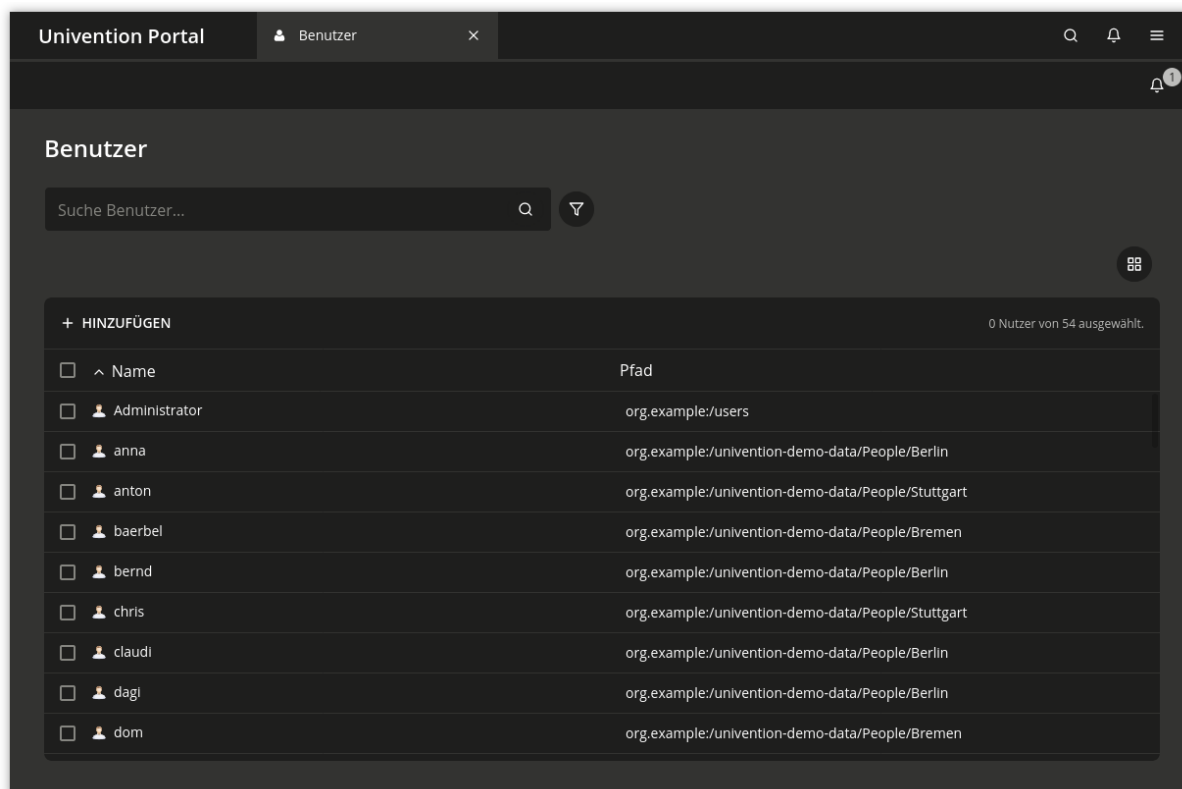 Univention Portal Benutzer
1
Benutzer
Suche Benutzer...
HINZUFÜGEN 0 Nutzer von 54 ausgewählt.
Name Pfad
Administrator org.example:/users
anna org.example:/univention-demo-data/People/Berlin
anton org.example:/univention-demo-data/People/Stuttgart
baerbel org.example:/univention-demo-data/People/Bremen
bernd org.example:/univention-demo-data/People/Berlin
chris org.example:/univention-demo-data/People/Stuttgart
claudi org.example:/univention-demo-data/People/Berlin
dagi org.example:/univention-demo-data/People/Berlin
dom org.example:/univention-demo-data/People/Bremen